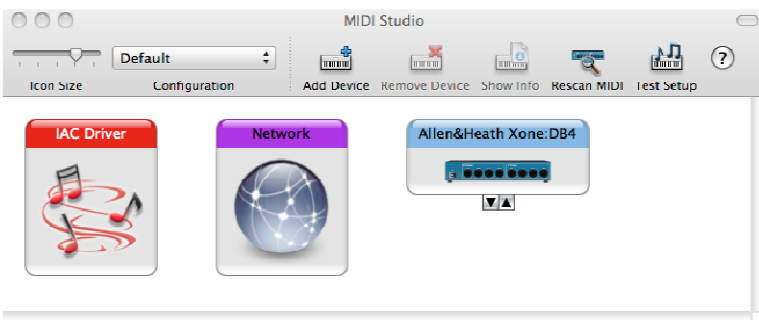 MIDI Studio
Default
Icon Size
Configuration
Add Device
Remove Device
Show Info
Rescan MIDI
Test Setup
?
IAC Driver
Network
Allen&Heath Xone:DB4